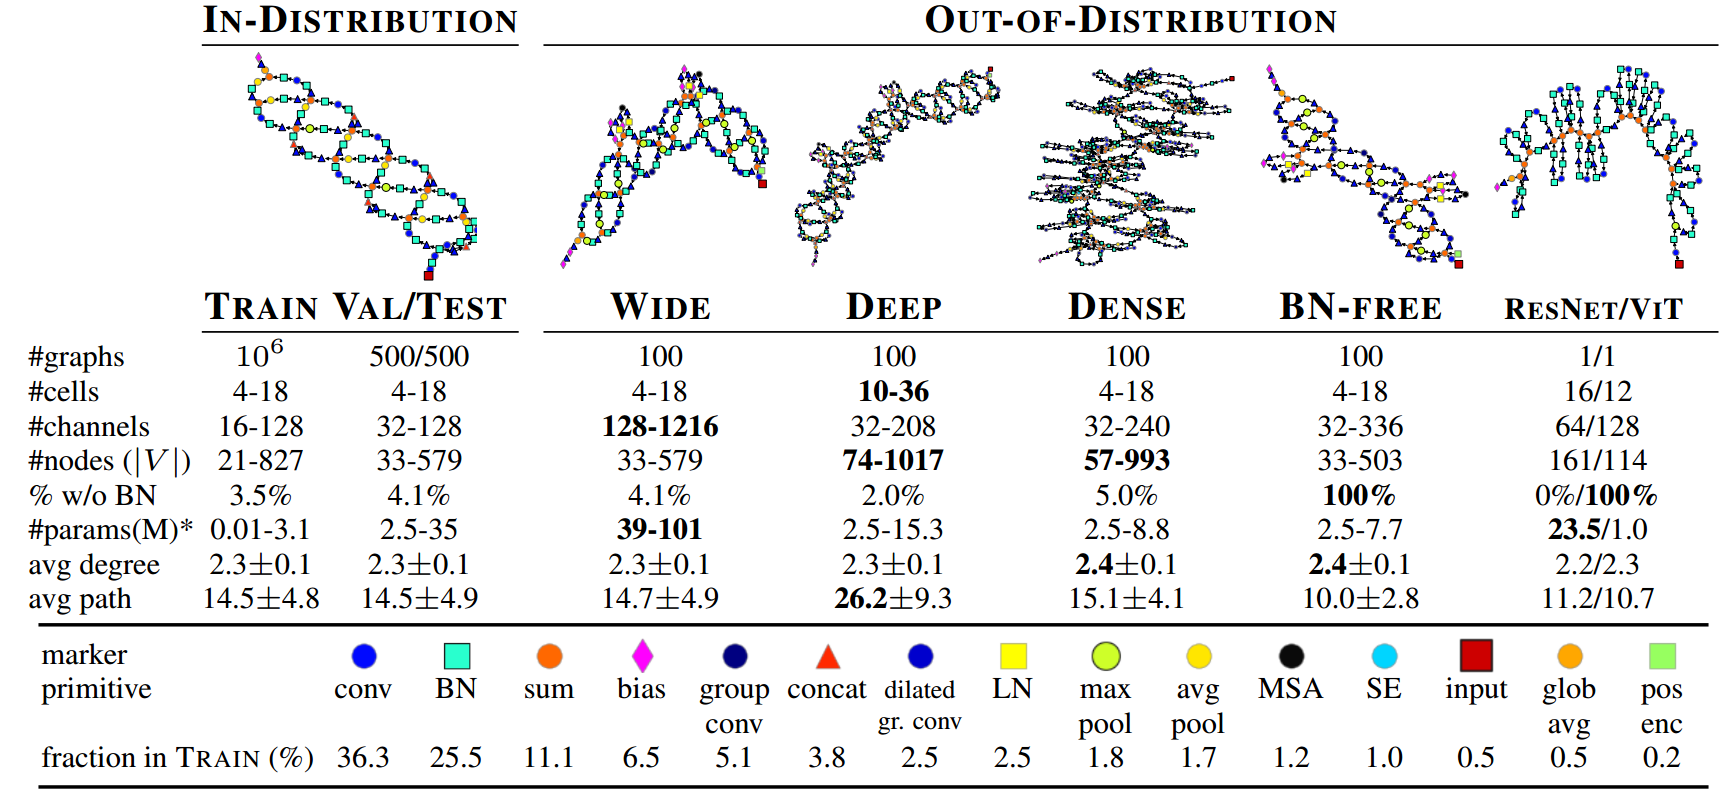 IN-DISTRIBUTION OUT-OF-DISTRIBUTION
TRAIN VAL/TEST WIDE DEEP DENSE BN-FREE RESNET/VIT
#graphs 10^6 500/500 100 100 100 100 1/1
#cells 4-18 4-18 4-18 10-36 4-18 4-18 16/12
#channels 16-128 32-128 128-1216 32-208 32-240 32-336 64/128
#nodes (|V|) 21-827 33-579 33-579 74-1017 57-993 33-503 161/114
% w/o BN 3.5% 4.1% 4.1% 2.0% 5.0% 100% 0%/100%
#params(M)* 0.01-3.1 2.5-35 39-101 2.5-15.3 2.5-8.8 2.5-7.7 23.5/1.0
avg degree 2.3±0.1 2.3±0.1 2.3±0.1 2.3±0.1 2.4±0.1 2.4±0.1 2.2/2.3
avg path 14.5±4.8 14.5±4.9 14.7±4.9 26.2±9.3 15.1±4.1 10.0±2.8 11.2/10.7
marker
primitive conv BN sum bias group concat dilated LN max avg MSA SE input glob pos
conv gr. conv pool pool avg enc
fraction in TRAIN (%) 36.3 25.5 11.1 6.5 5.1 3.8 2.5 2.5 1.8 1.7 1.2 1.0 0.5 0.5 0.2